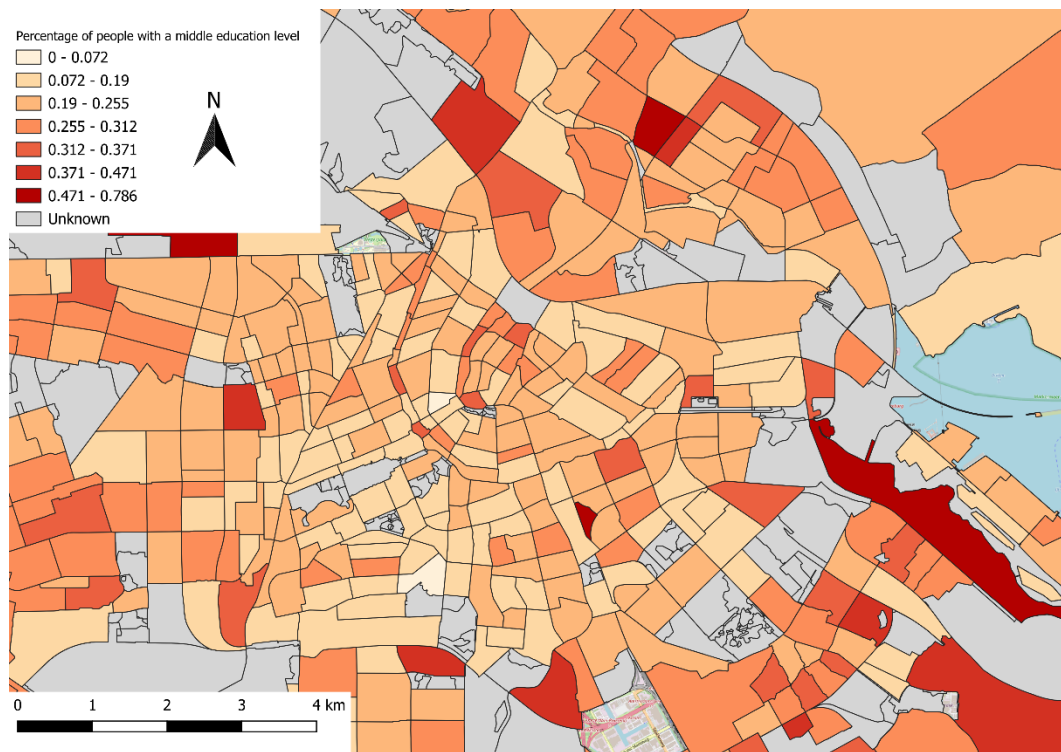 Percentage of people with a middle education level
0 - 0.072
0.072 - 0.19
0.19 - 0.255
0.255 - 0.312
0.312 - 0.371
0.371 - 0.471
0.471 - 0.786
Unknown
N
0 1 2 3 4 km